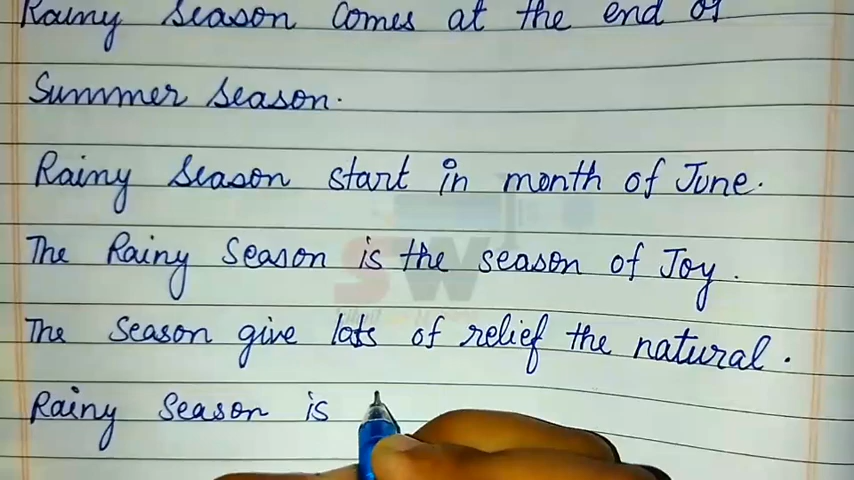 Rainy Season Comes at the end of
Summer Season.
Rainy Season start in month of June.
The Rainy Season is the season of Joy.
SW
The Season give lots of relief the natural.
Rainy Season is